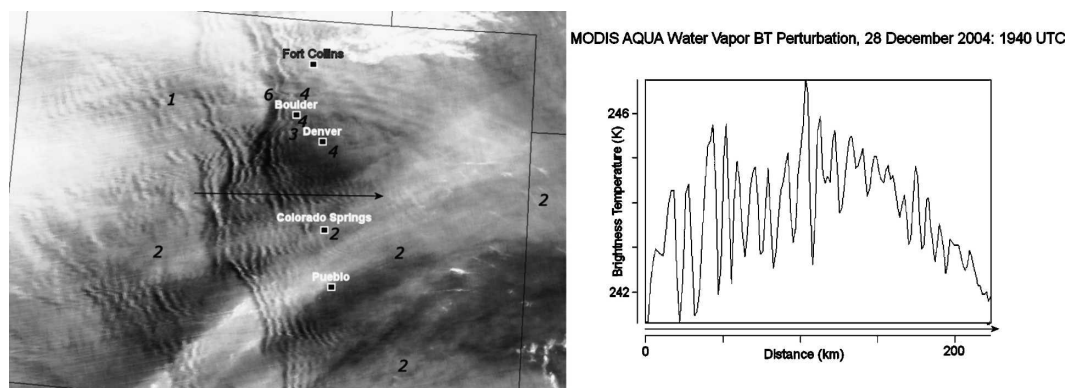 Fort Collins
1
6
4
Boulder
4
3
Denver
4
2
Colorado Springs
2
2
2
Pueblo
2
MODIS AQUA Water Vapor BT Perturbation, 28 December 2004: 1940 UTC
246
Brightness Temperature (K)
242
0
200
Distance (km)